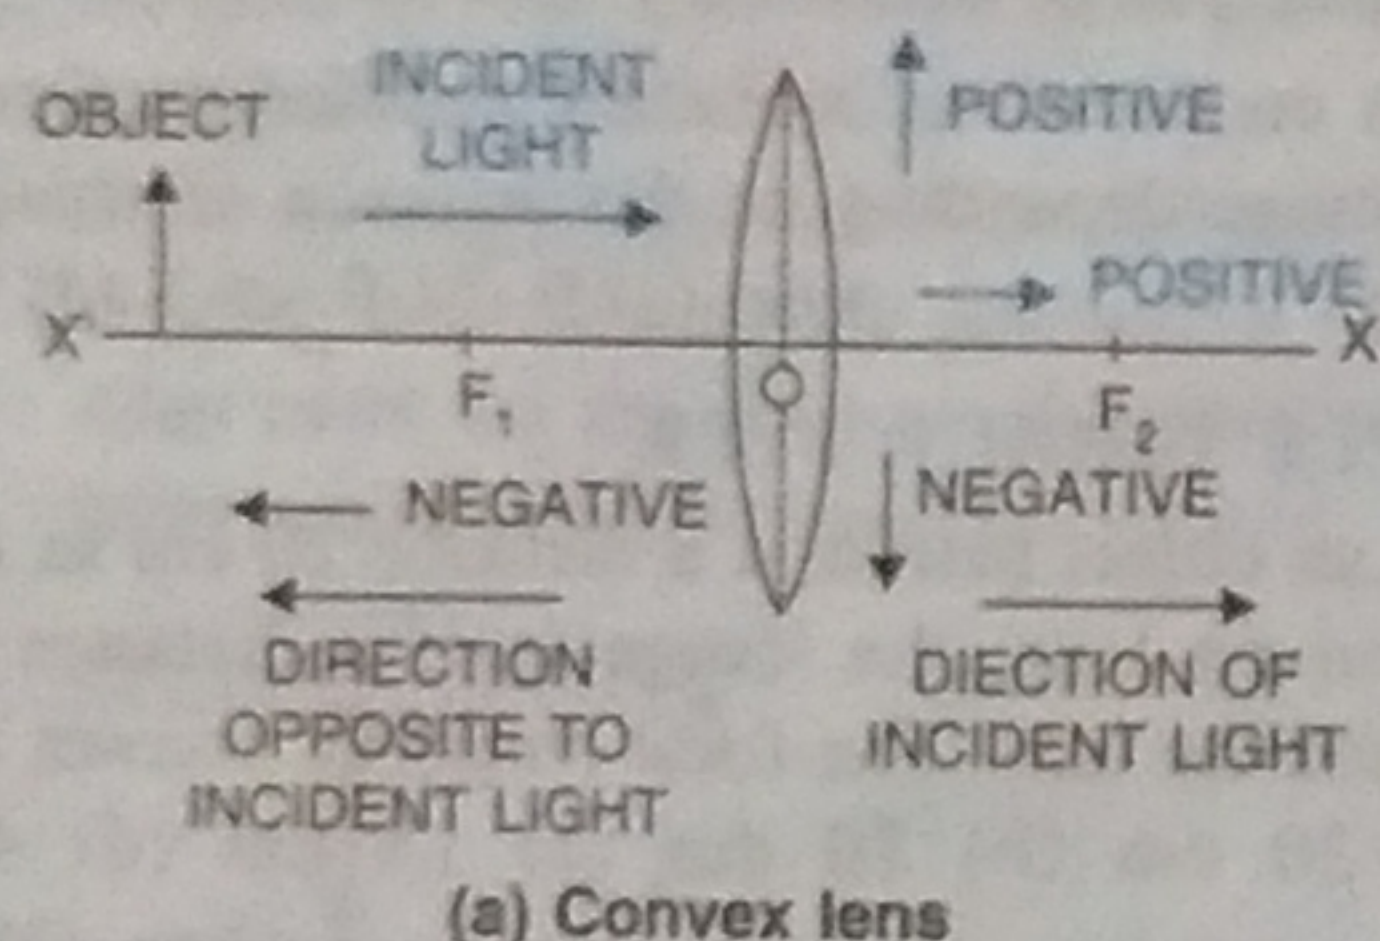 OBJECT
INCIDENT
LIGHT
POSITIVE
POSITIVE
X'
X
F₁
O
F₂
NEGATIVE
NEGATIVE
DIRECTION
OPPOSITE TO
INCIDENT LIGHT
DIECTION OF
INCIDENT LIGHT
(a) Convex lens